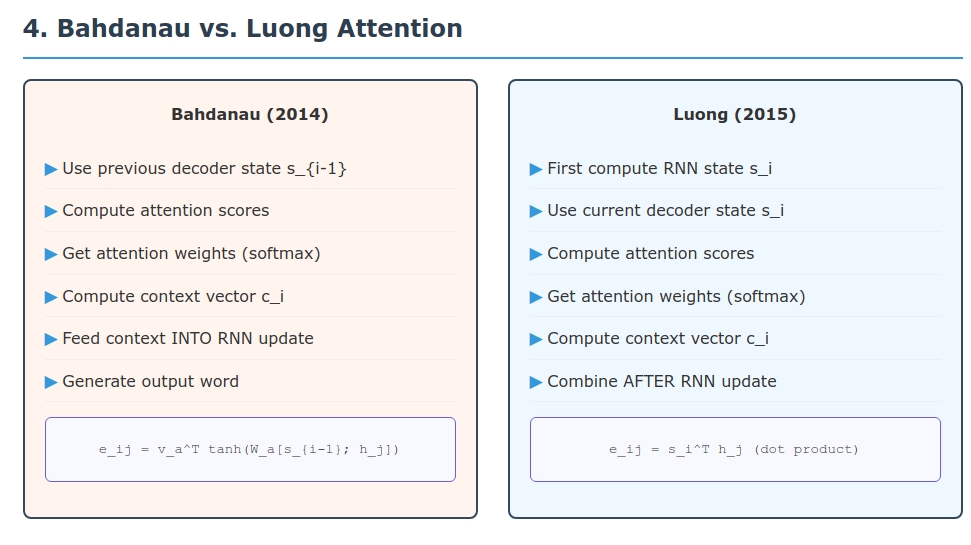 4. Bahdanau vs. Luong Attention
Bahdanau (2014)
▶ Use previous decoder state s_{i-1}
▶ Compute attention scores
▶ Get attention weights (softmax)
▶ Compute context vector c_i
▶ Feed context INTO RNN update
▶ Generate output word
e_ij = v_a^T tanh(W_a[s_{i-1}; h_j])
Luong (2015)
▶ First compute RNN state s_i
▶ Use current decoder state s_i
▶ Compute attention scores
▶ Get attention weights (softmax)
▶ Compute context vector c_i
▶ Combine AFTER RNN update
e_ij = s_i^T h_j (dot product)